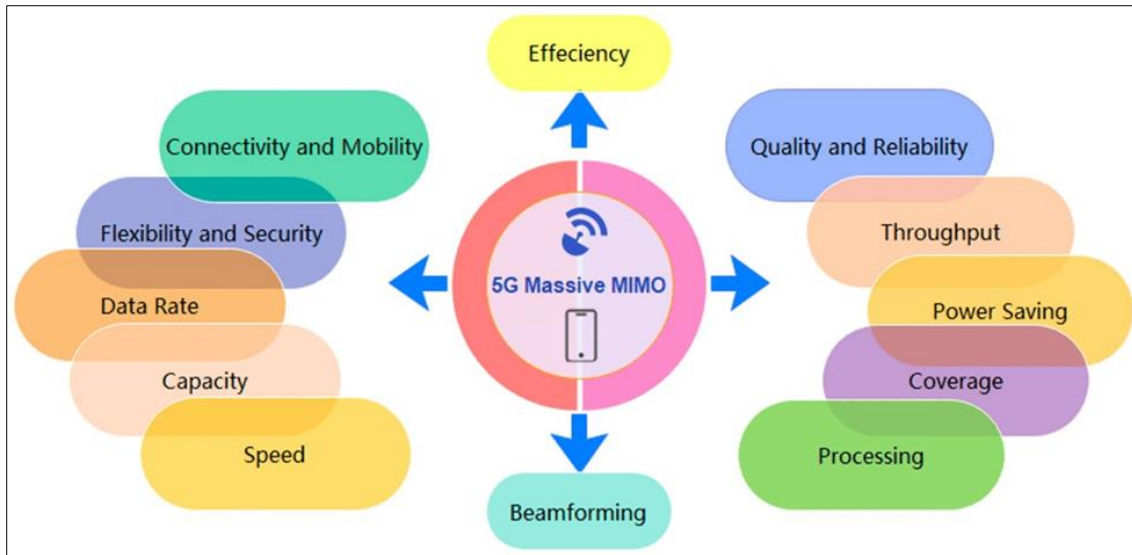 Effeciency
Connectivity and Mobility
Flexibility and Security
Data Rate
Capacity
Speed
5G Massive MIMO
Quality and Reliability
Throughput
Power Saving
Coverage
Processing
Beamforming